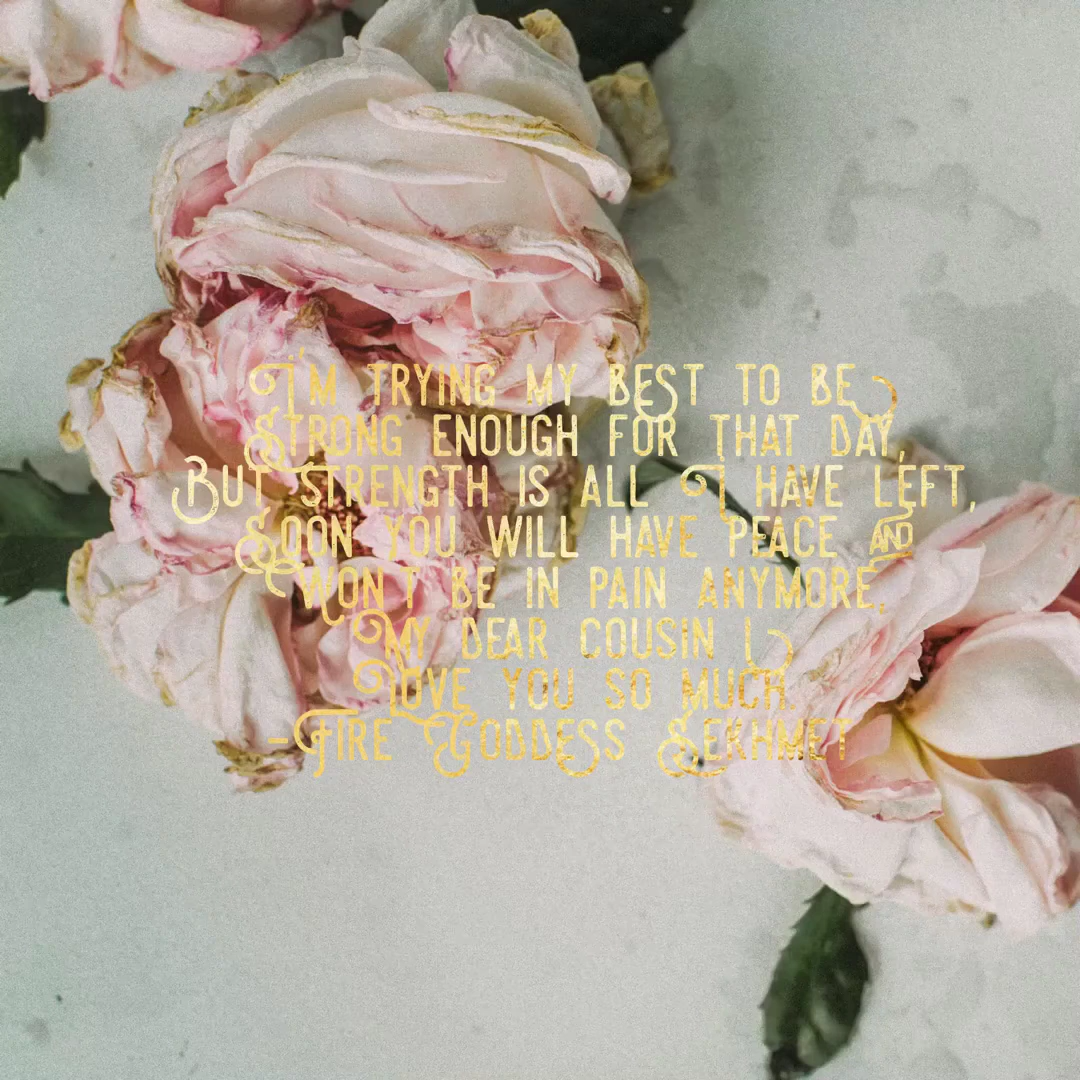 I'm trying my best to be
Strong enough for that day,
But strength is all I have left,
Soon you will have peace and
Won't be in pain anymore,
My dear cousin I
Love you so much.
-Fire Goddess Sekhmet